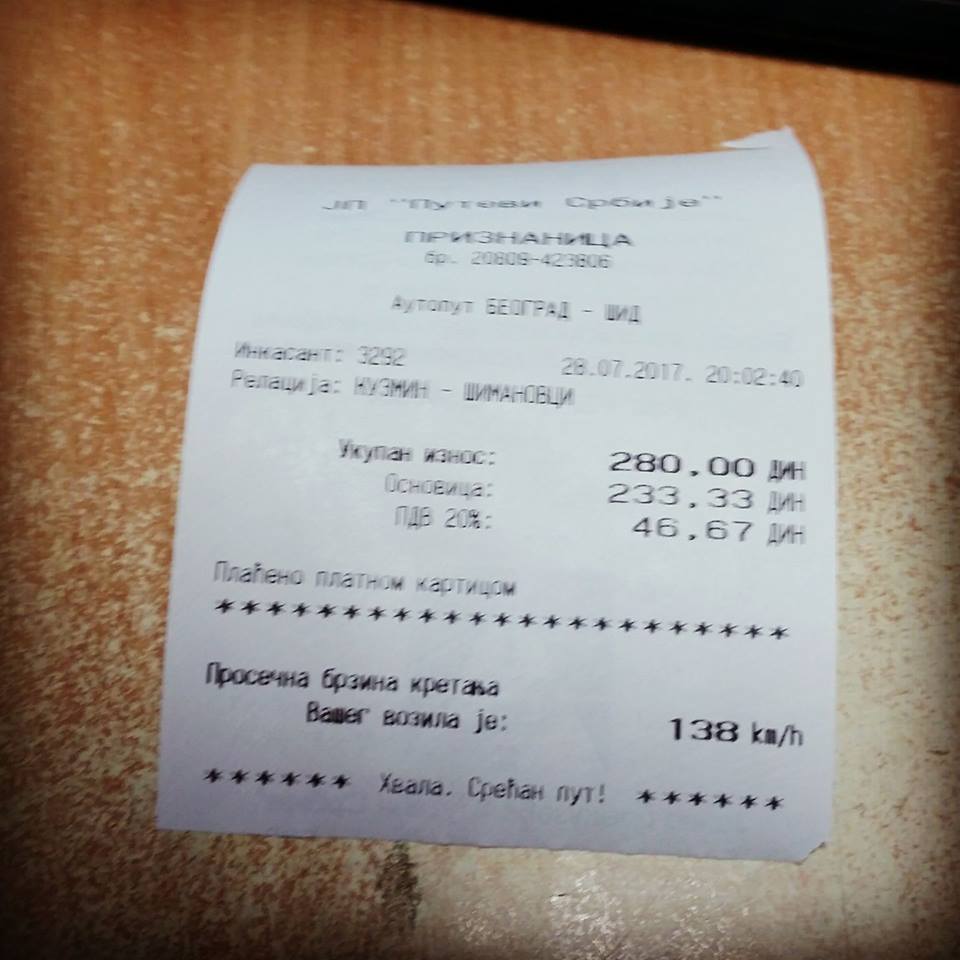 ЈП "Путеви Србије"
ПРИЗНАНИЦА
бр. 20809-423806
Аутопут БЕОГРАД - ШИД
Инкасант: 3292 28.07.2017. 20:02:40
Релација: КУЗМИН - ШИМАНОВЦИ
Укупан износ: 280,00 ДИН
Основица: 233,33 ДИН
ПДВ 20%: 46,67 ДИН
Плаћено платном картицом
***********************
Просечна брзина кретања
Вашег возила је: 138 km/h
****** Хвала. Срећан пут! ******